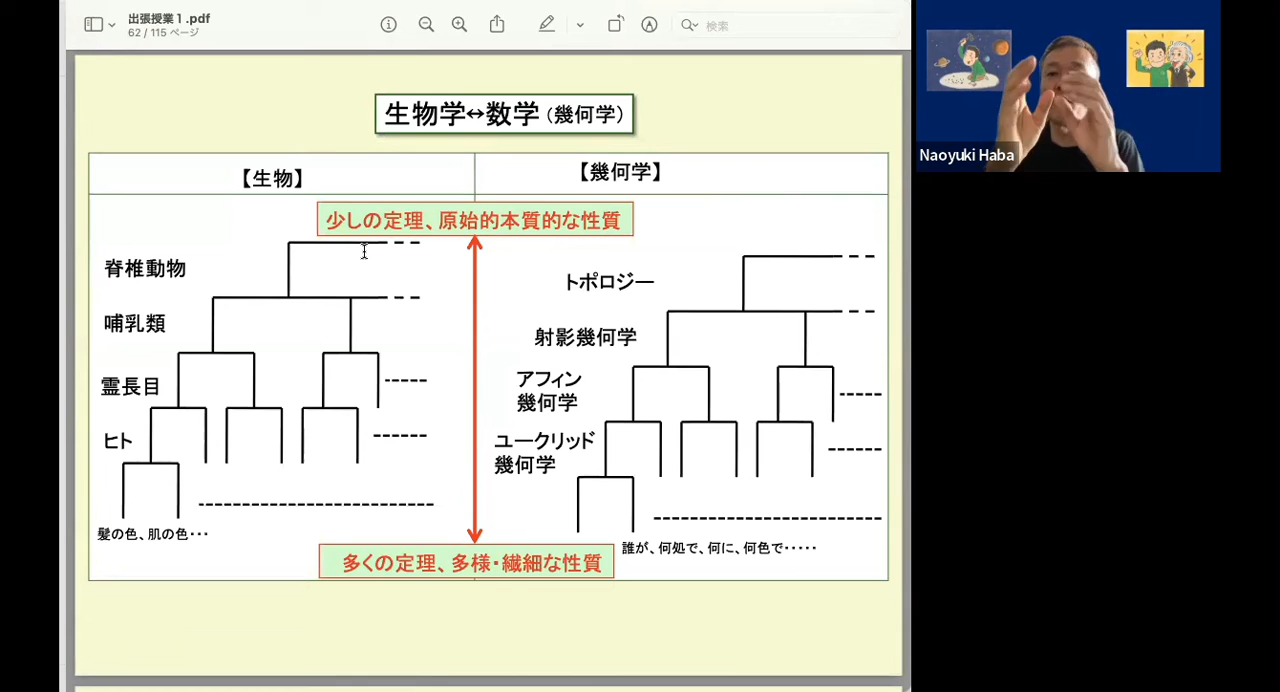 出張授業１.pdf
62 / 115 ページ
検索
Naoyuki Haba
生物学↔数学（幾何学）
【生物】
【幾何学】
少しの定理、原始的本質的な性質
脊椎動物
哺乳類
霊長目
ヒト
髪の色、肌の色･･･
トポロジー
射影幾何学
アフィン
幾何学
ユークリッド
幾何学
誰が、何処で、何に、何色で･････
多くの定理、多様･繊細な性質